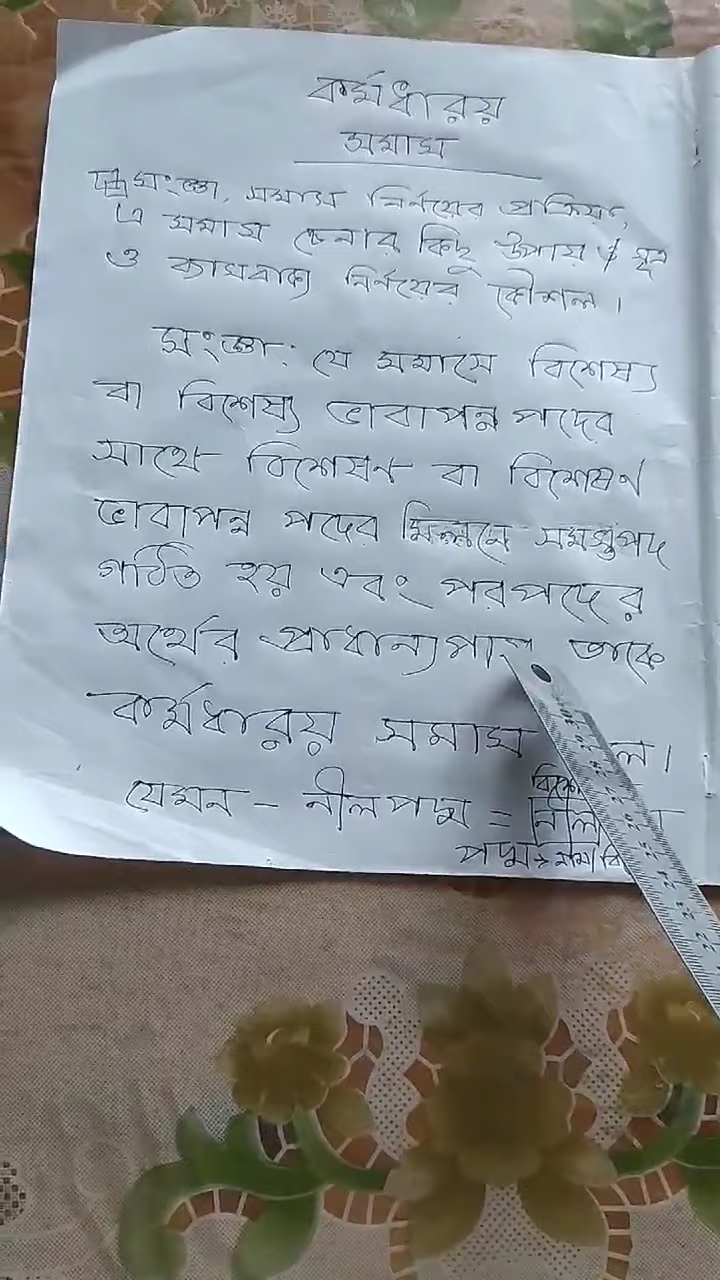 কর্মধারয়
সমাস
সংজ্ঞা, সমাস নির্ণয়ের প্রক্রিয়া,
এ সমাস চেনার কিছু উপায়
ও ব্যাসবাক্য নির্ণয়ের কৌশল।
সংজ্ঞা: যে সমাসে বিশেষ্য
বা বিশেষ্য ভাবাপন্ন পদের
সাথে বিশেষণ বা বিশেষণ
ভাবাপন্ন পদের মিলনে সমস্তপদ
গঠিত হয় এবং পরপদের
অর্থের প্রাধান্যপায় তাকে
কর্মধারয় সমাস
যেমন – নীলপদ্ম = নীল
পদ্ম